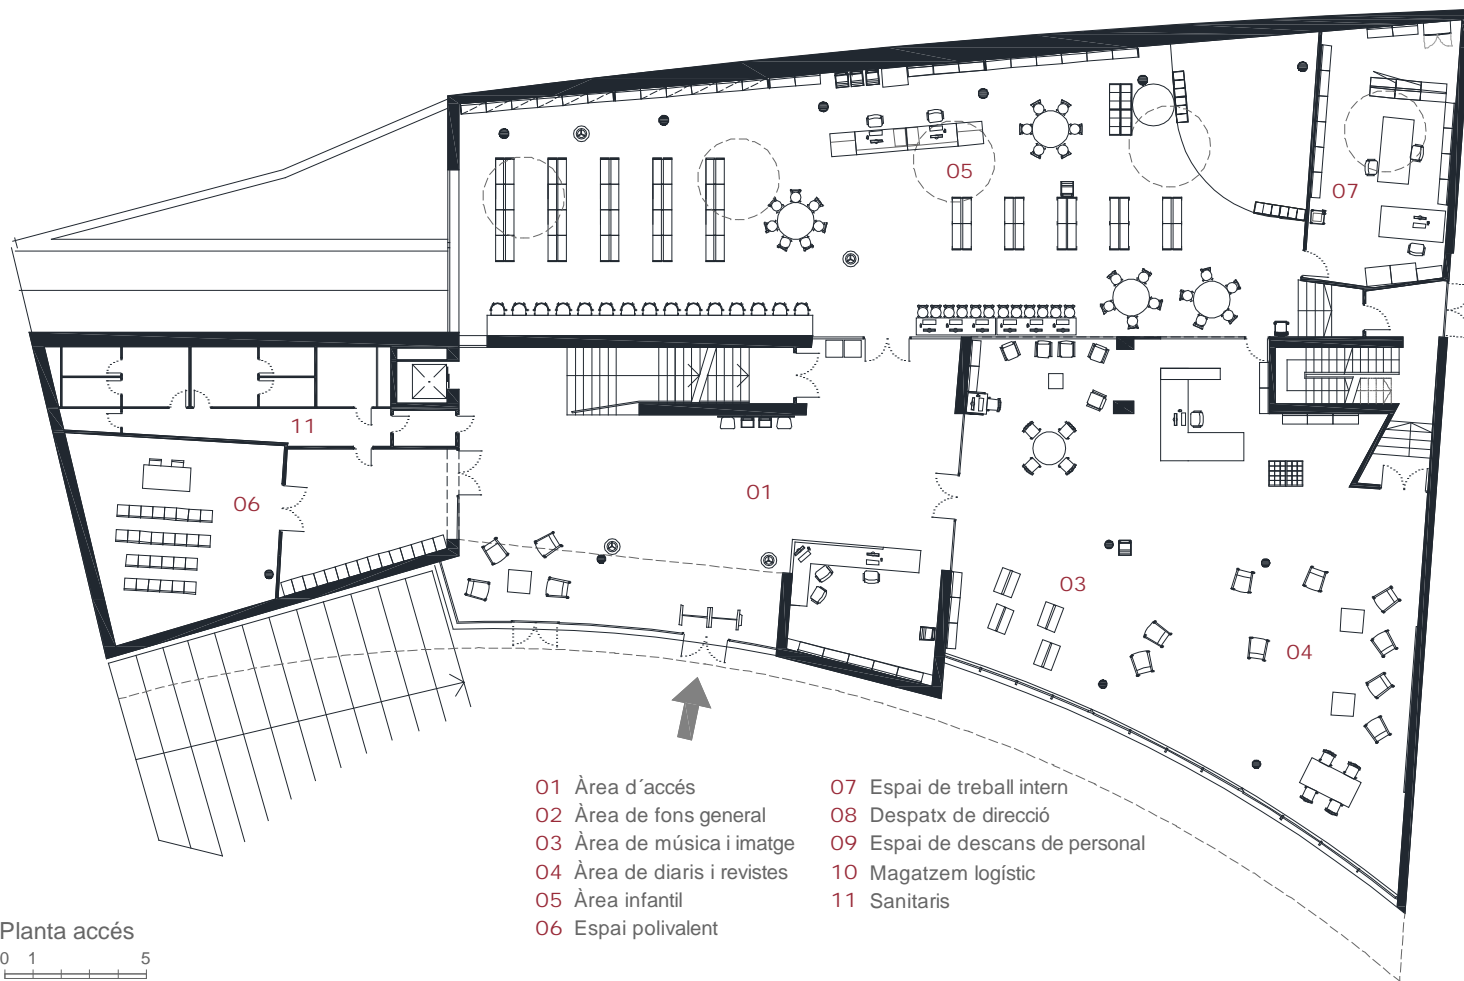 05
07
11
06
01
03
04
01 Àrea d´accés
02 Àrea de fons general
03 Àrea de música i imatge
04 Àrea de diaris i revistes
05 Àrea infantil
06 Espai polivalent
07 Espai de treball intern
08 Despatx de direcció
09 Espai de descans de personal
10 Magatzem logístic
11 Sanitaris
Planta accés
0 1 5